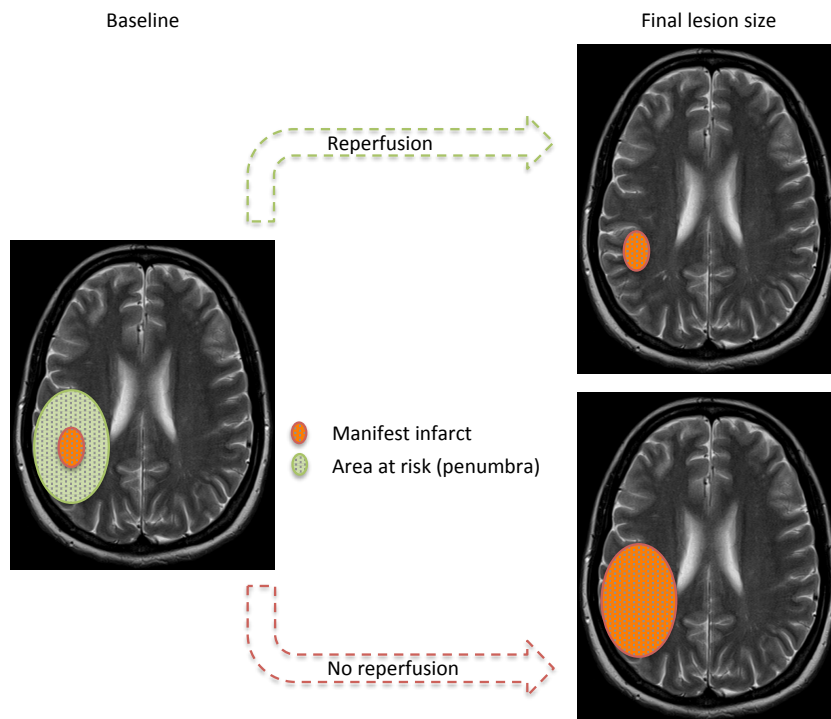 Baseline
Final lesion size
Reperfusion
Manifest infarct
Area at risk (penumbra)
No reperfusion